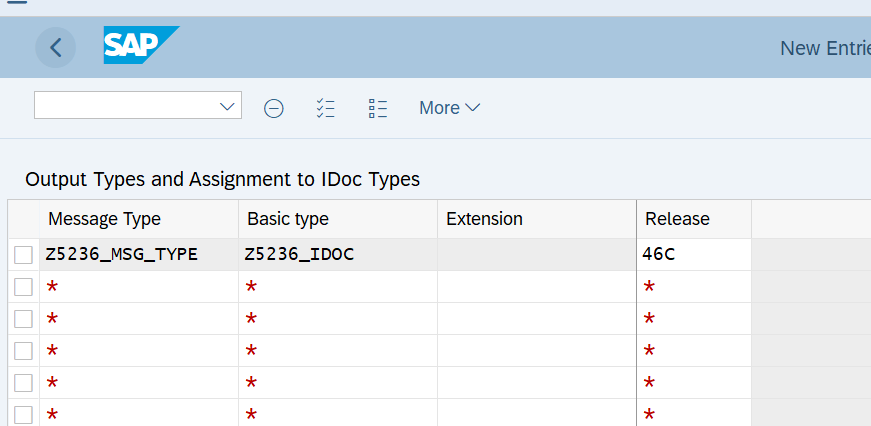 SAP
New Entrie
More
Output Types and Assignment to IDoc Types
Message Type Basic type Extension Release
Z5236_MSG_TYPE Z5236_IDOC 46C
* * *
* * *
* * *
* * *
* * *